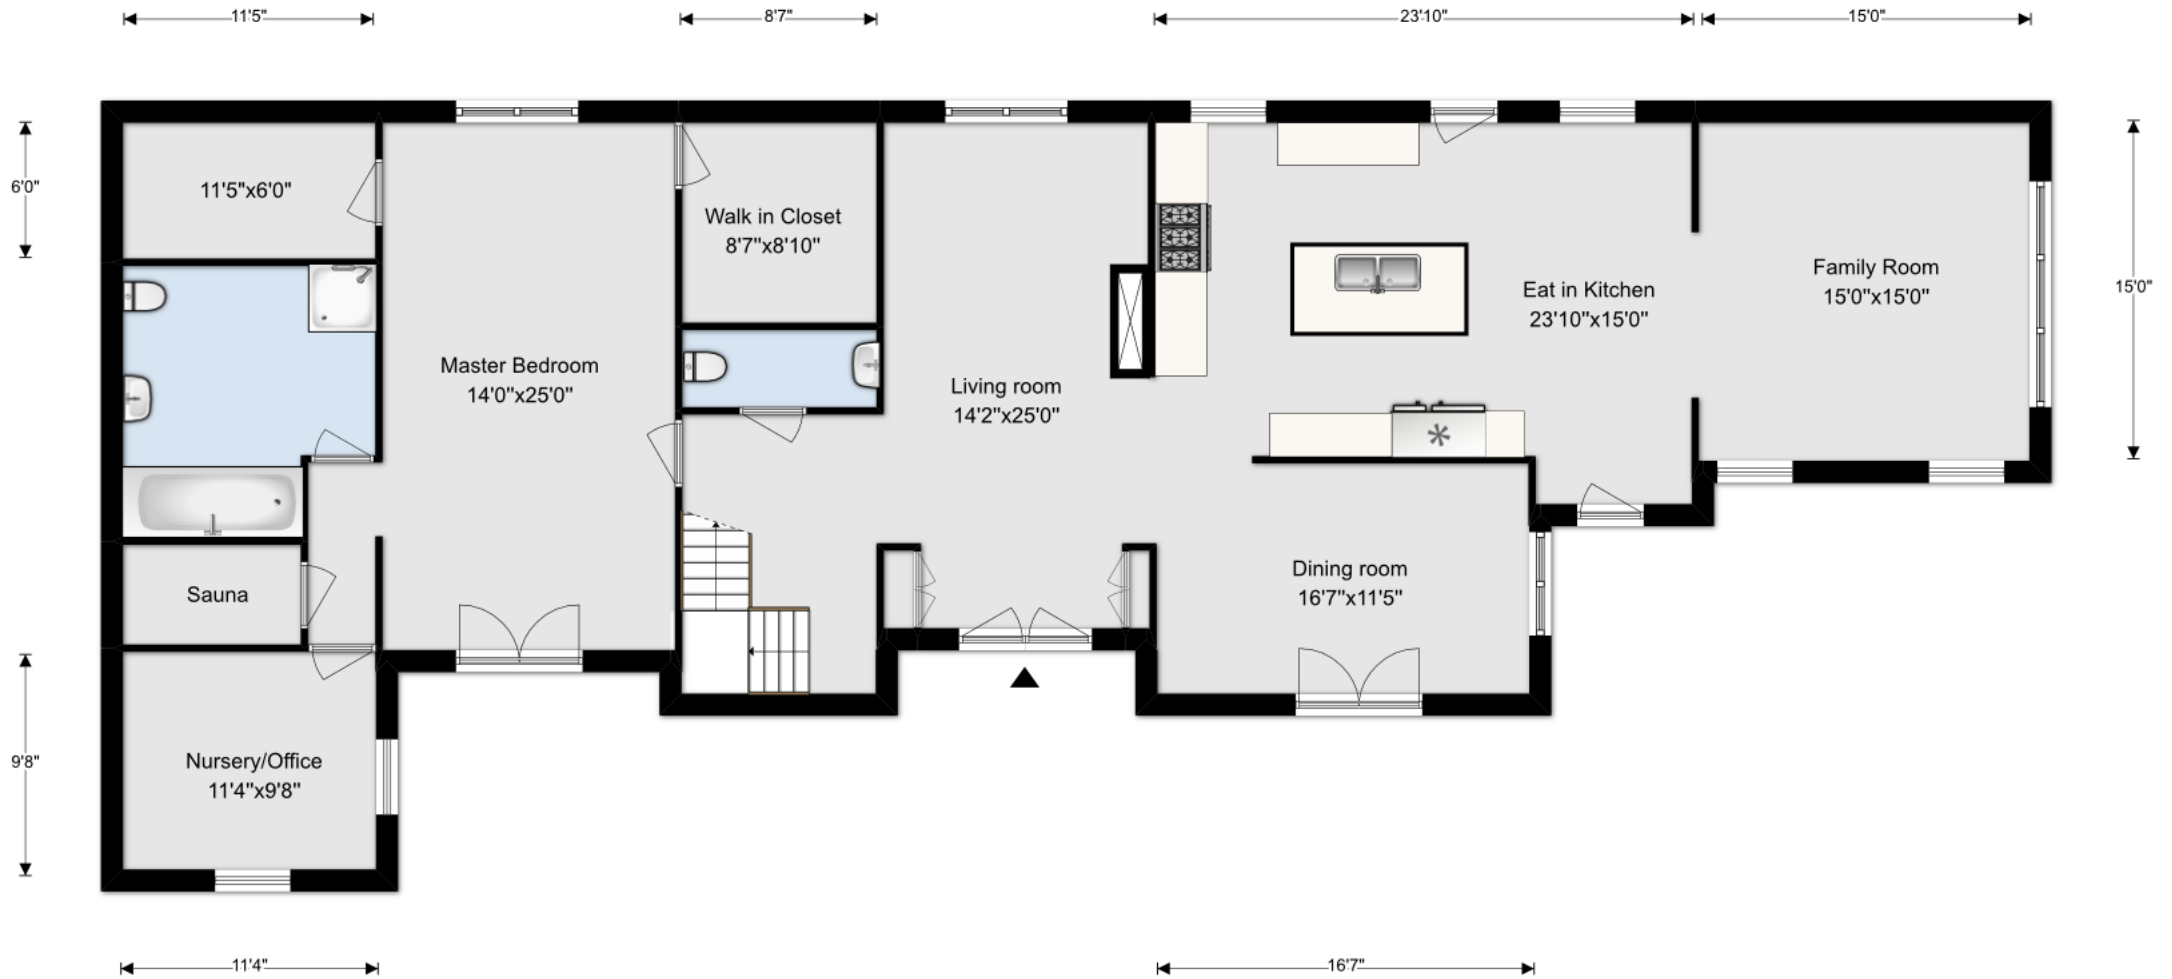 11'5"
8'7"
23'10"
15'0"
6'0"
11'5"x6'0"
Walk in Closet
8'7"x8'10"
Master Bedroom
14'0"x25'0"
Living room
14'2"x25'0"
Eat in Kitchen
23'10"x15'0"
Family Room
15'0"x15'0"
15'0"
Sauna
Dining room
16'7"x11'5"
9'8"
Nursery/Office
11'4"x9'8"
11'4"
16'7"